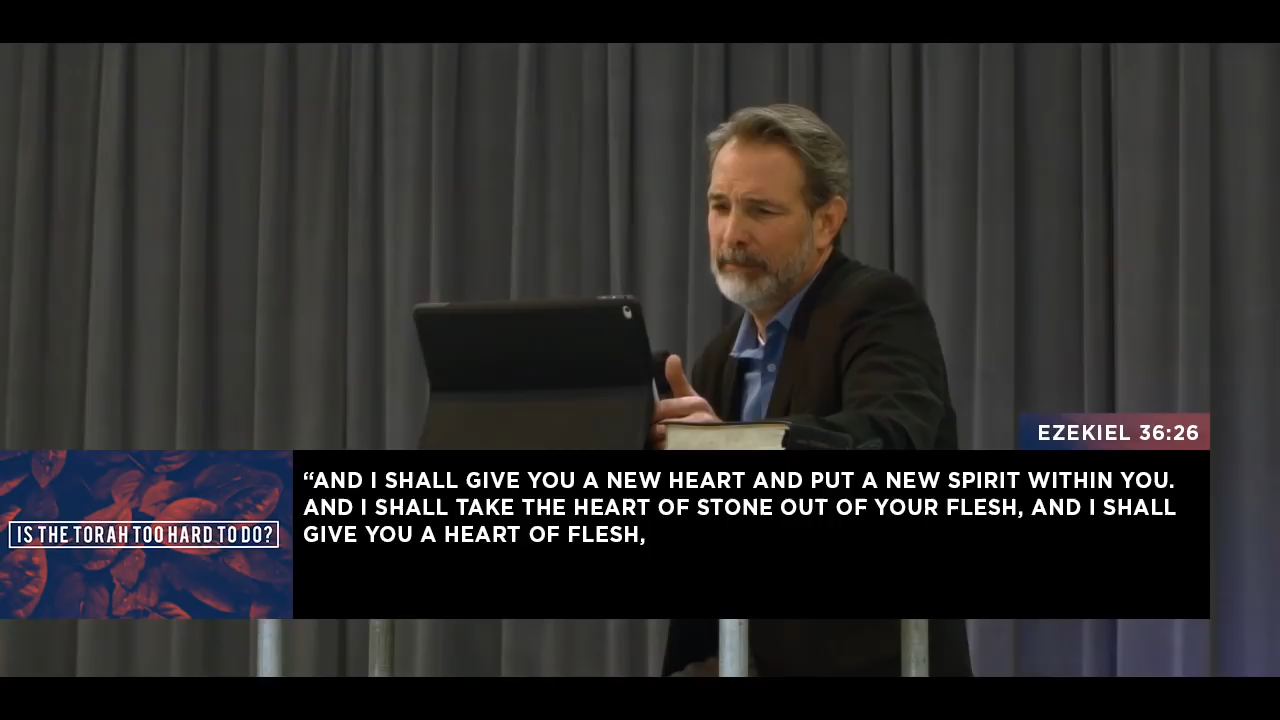 EZEKIEL 36:26
IS THE TORAH TOO HARD TO DO?
“AND I SHALL GIVE YOU A NEW HEART AND PUT A NEW SPIRIT WITHIN YOU.
AND I SHALL TAKE THE HEART OF STONE OUT OF YOUR FLESH, AND I SHALL
GIVE YOU A HEART OF FLESH,